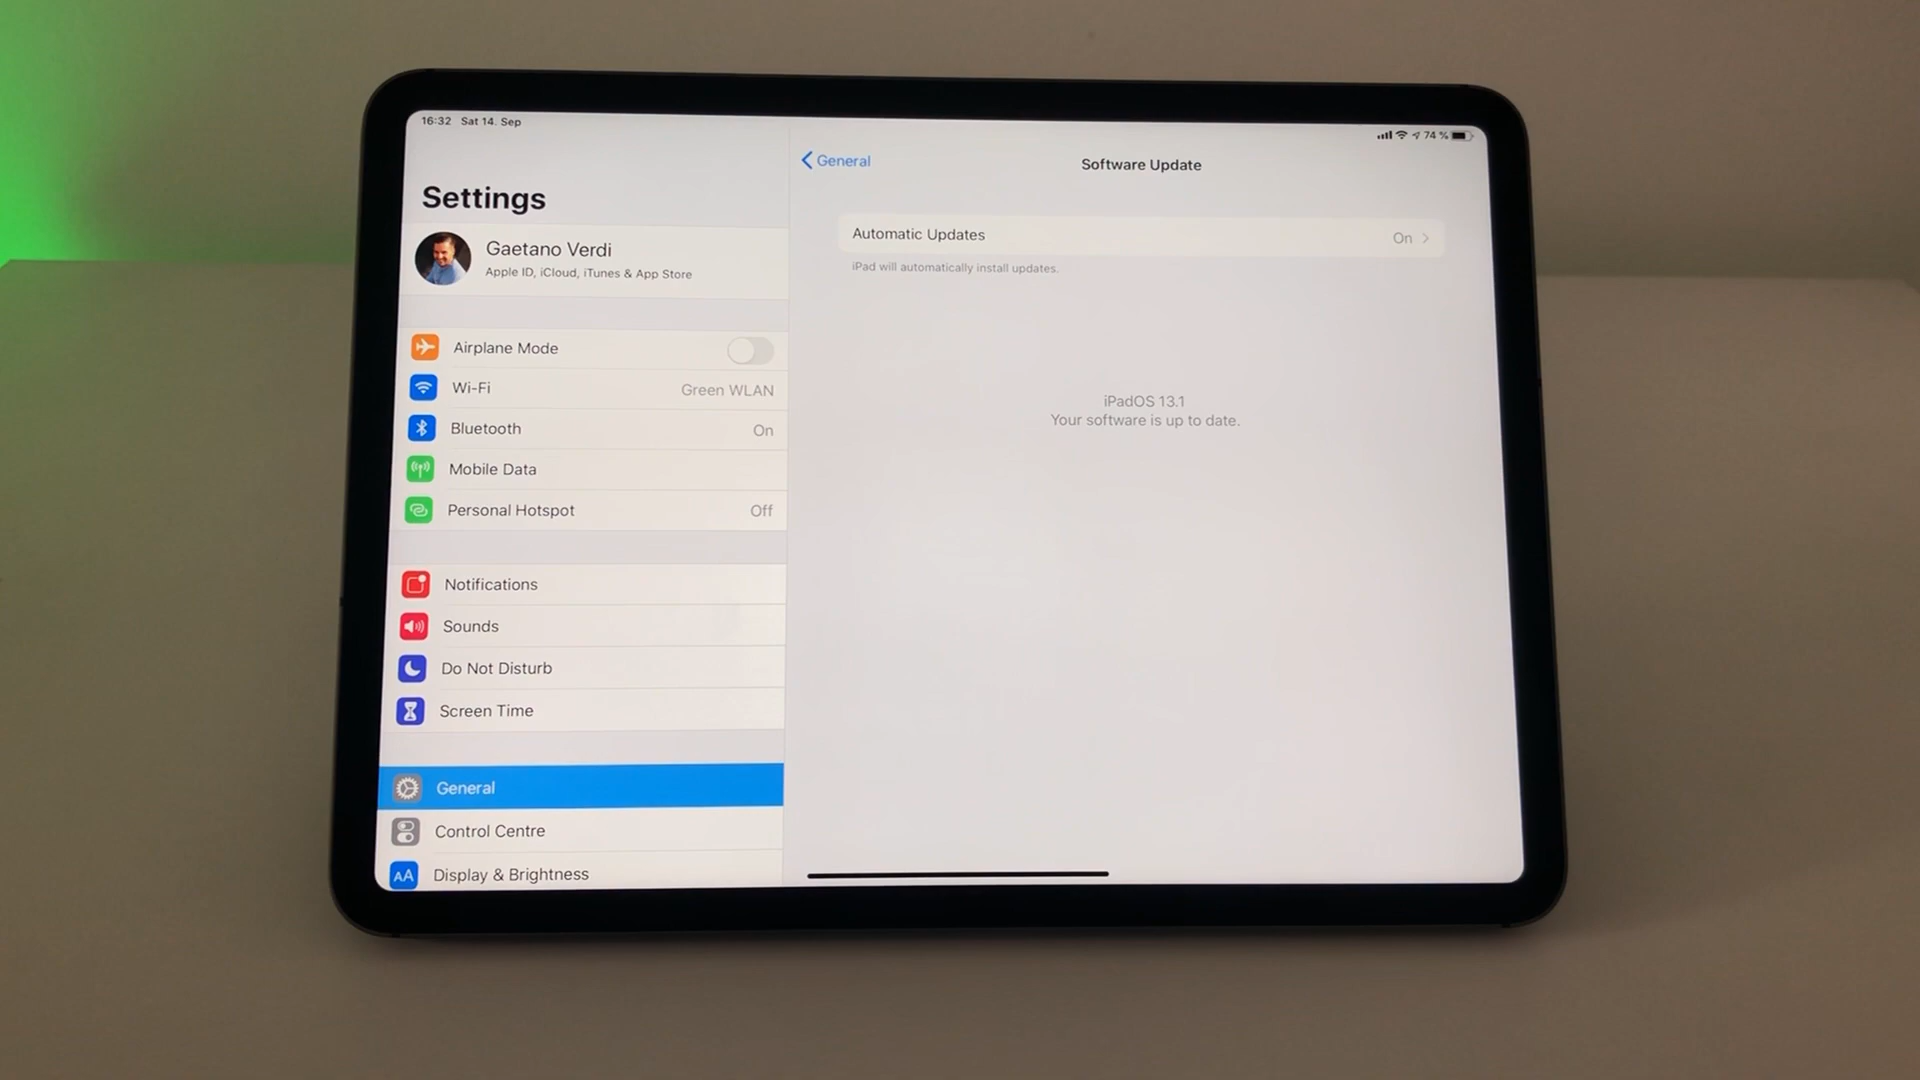 16:32 Sat 14. Sep
74 %
Settings
Gaetano Verdi
Apple ID, iCloud, iTunes & App Store
Airplane Mode
Wi-Fi Green WLAN
Bluetooth On
Mobile Data
Personal Hotspot Off
Notifications
Sounds
Do Not Disturb
Screen Time
General
Control Centre
AA Display & Brightness
General
Software Update
Automatic Updates On
iPad will automatically install updates.
iPadOS 13.1
Your software is up to date.